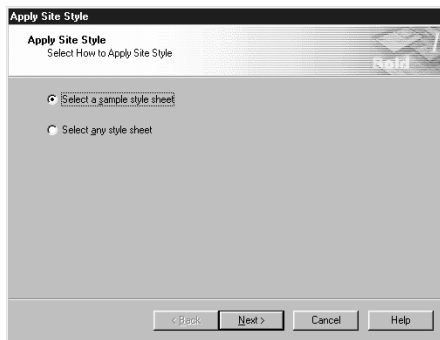 Apply Site Style
Apply Site Style
Select How to Apply Site Style
Bold
Select a sample style sheet
Select any style sheet
< Back Next > Cancel Help